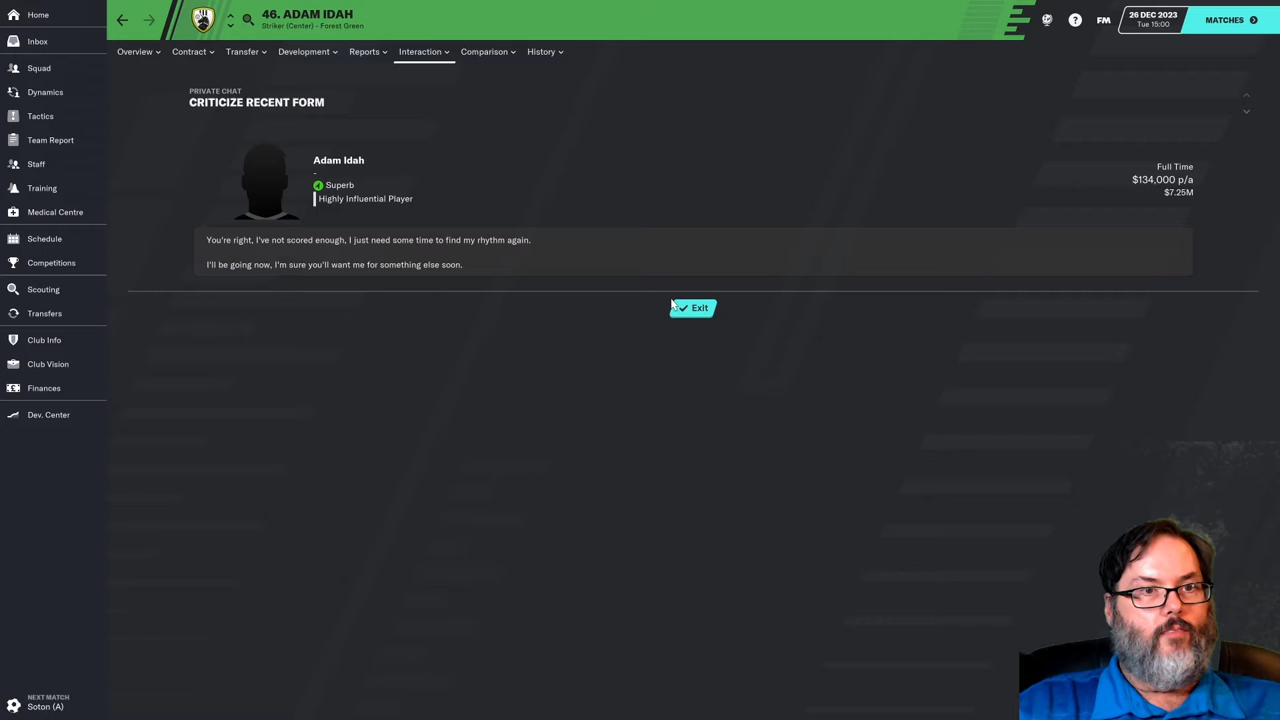 Home
Inbox
Squad
Dynamics
Tactics
Team Report
Staff
Training
Medical Centre
Schedule
Competitions
Scouting
Transfers
Club Info
Club Vision
Finances
Dev. Center
NEXT MATCH
Soton (A)
46. ADAM IDAH
Striker (Center) - Forest Green
?
FM
26 DEC 2023
Tue 15:00
MATCHES
Overview
Contract
Transfer
Development
Reports
Interaction
Comparison
History
PRIVATE CHAT
CRITICIZE RECENT FORM
Adam Idah
-
Superb
Highly Influential Player
Full Time
$134,000 p/a
$7.25M
You're right, I've not scored enough, I just need some time to find my rhythm again.
I'll be going now, I'm sure you'll want me for something else soon.
Exit